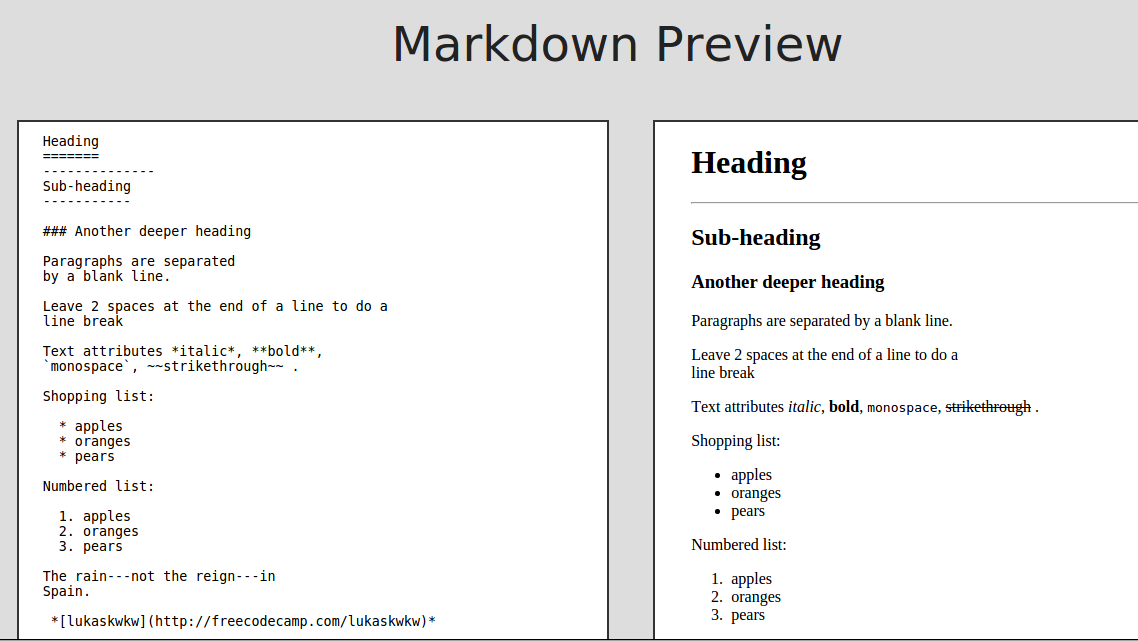 Markdown Preview
Heading
=======
--------------
Sub-heading
-----------
### Another deeper heading
Paragraphs are separated
by a blank line.
Leave 2 spaces at the end of a line to do a
line break
Text attributes *italic*, **bold**,
`monospace`, ~~strikethrough~~ .
Shopping list:
  * apples
  * oranges
  * pears
Numbered list:
  1. apples
  2. oranges
  3. pears
The rain---not the reign---in
Spain.
 *[lukaskwkw](http://freecodecamp.com/lukaskwkw)*
Heading
Sub-heading
Another deeper heading
Paragraphs are separated by a blank line.
Leave 2 spaces at the end of a line to do a
line break
Text attributes italic, bold, monospace, strikethrough .
Shopping list:
• apples
• oranges
• pears
Numbered list:
1. apples
2. oranges
3. pears